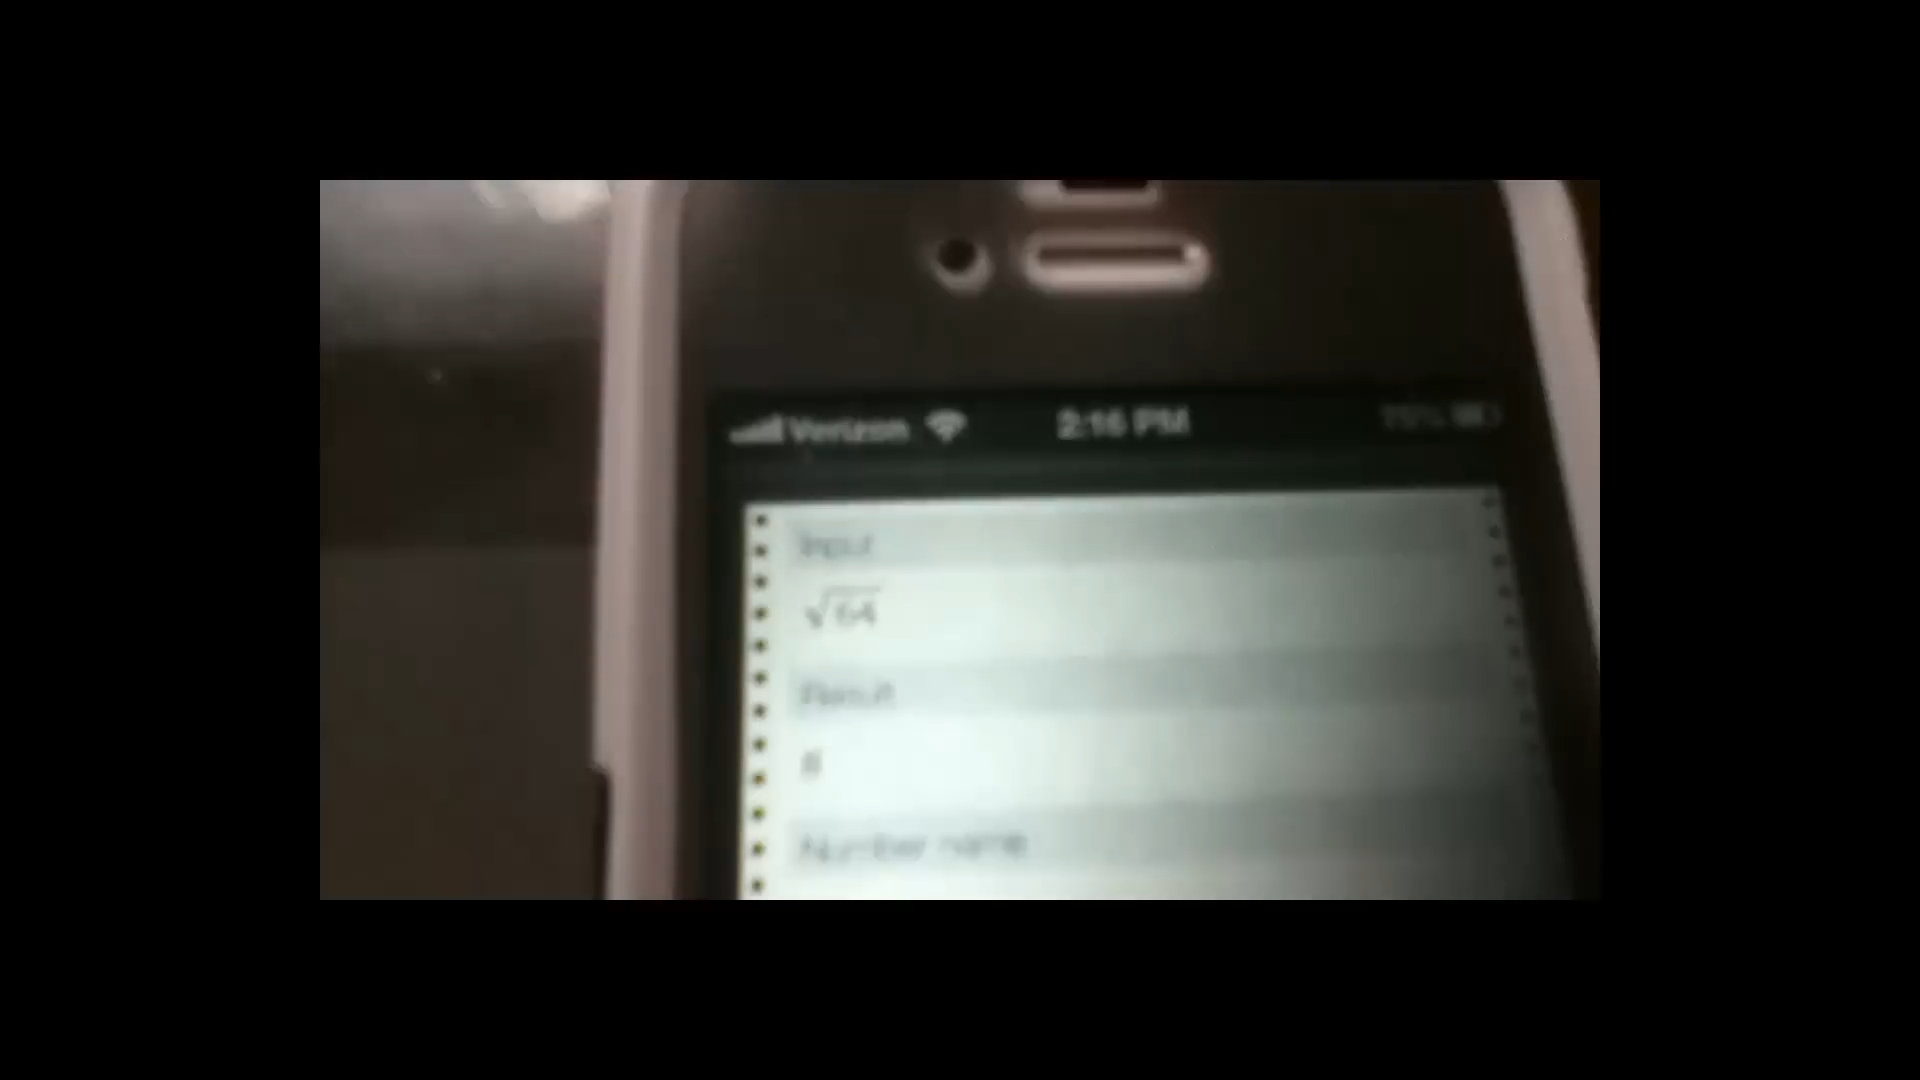 Verizon 2:16 PM
Input
√64
Result
8
Number name